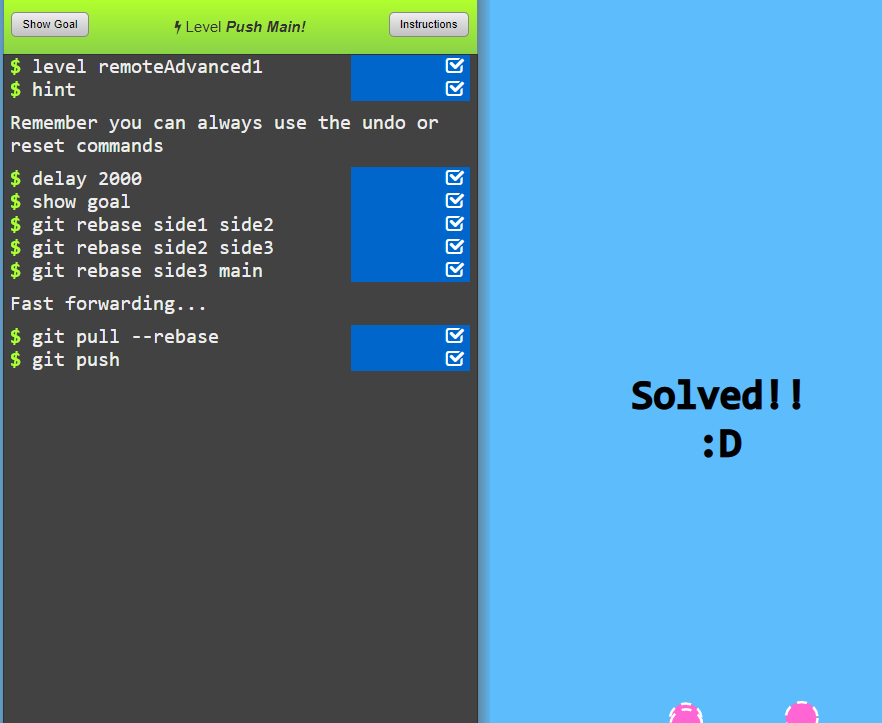 Show Goal
Level Push Main!
Instructions
$ level remoteAdvanced1
$ hint
Remember you can always use the undo or
reset commands
$ delay 2000
$ show goal
$ git rebase side1 side2
$ git rebase side2 side3
$ git rebase side3 main
Fast forwarding...
$ git pull --rebase
$ git push
Solved!!
:D